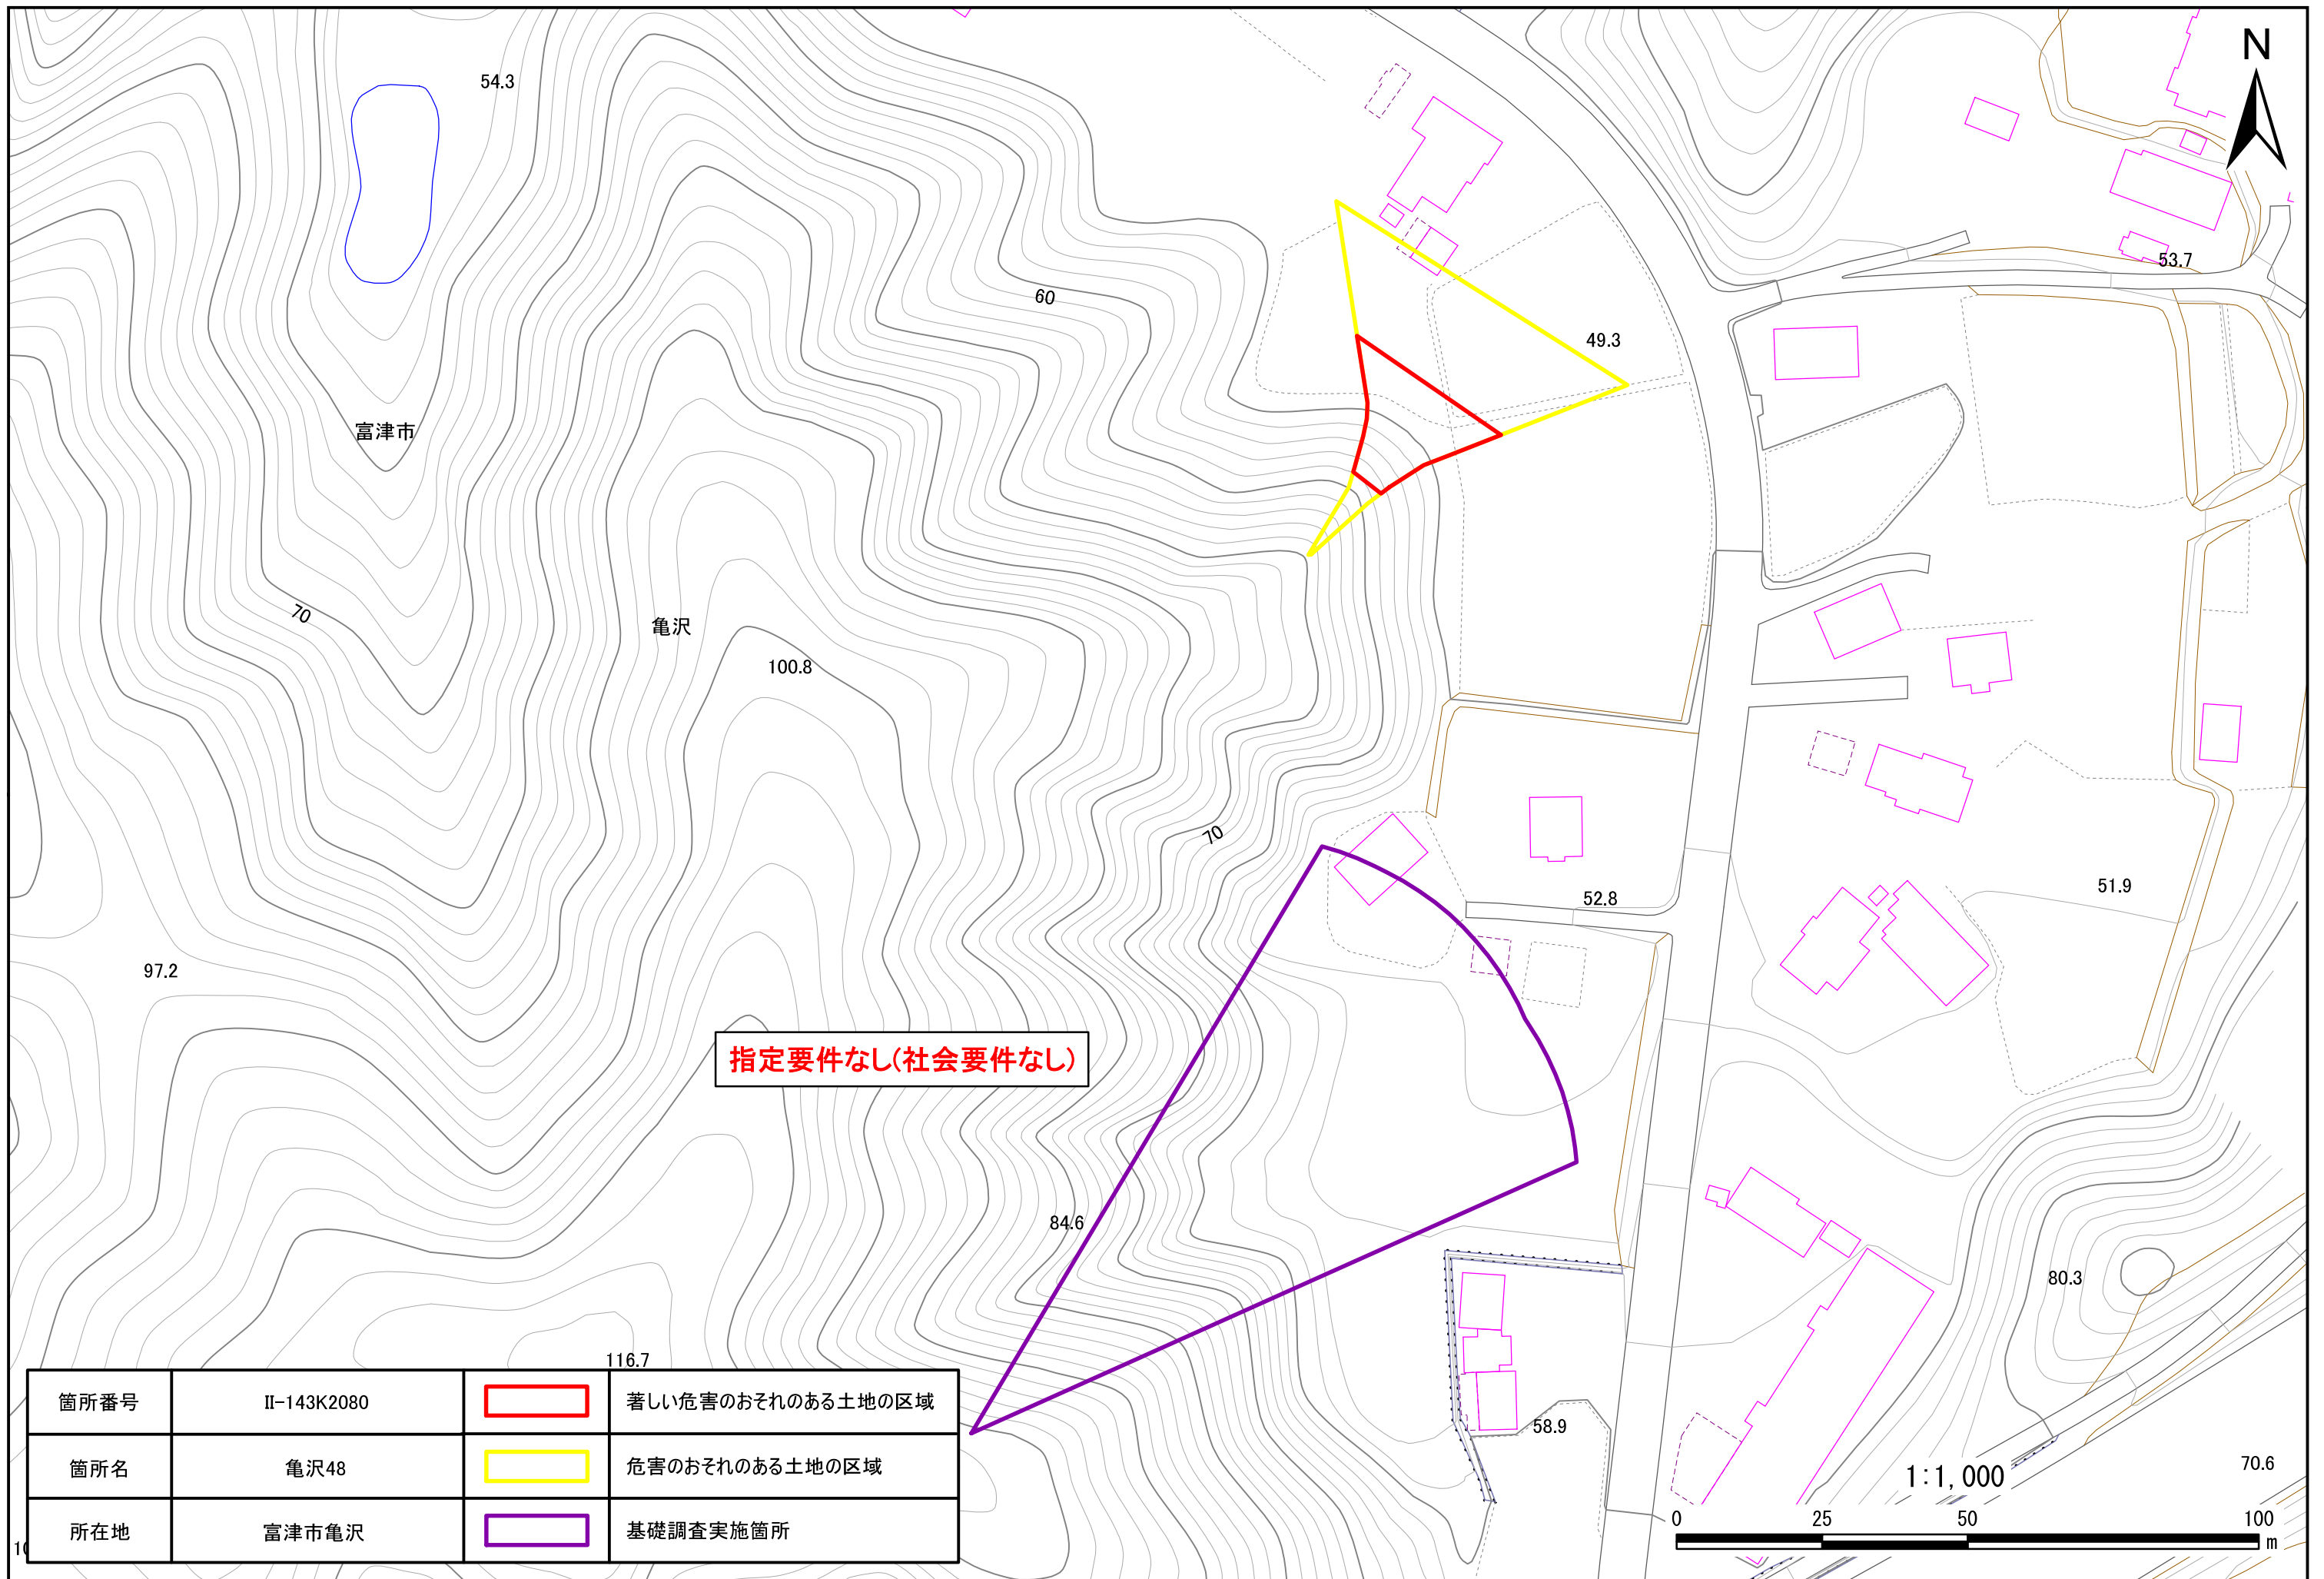 N
54.3
53.7
60
49.3
富津市
70
亀沢
100.8
70
51.9
52.8
97.2
指定要件なし(社会要件なし)
84.6
80.3
116.7
58.9
70.6
箇所番号 II-143K2080 著しい危害のおそれのある土地の区域
箇所名 亀沢48 危害のおそれのある土地の区域
所在地 富津市亀沢 基礎調査実施箇所
1:1,000
0 25 50 100
m